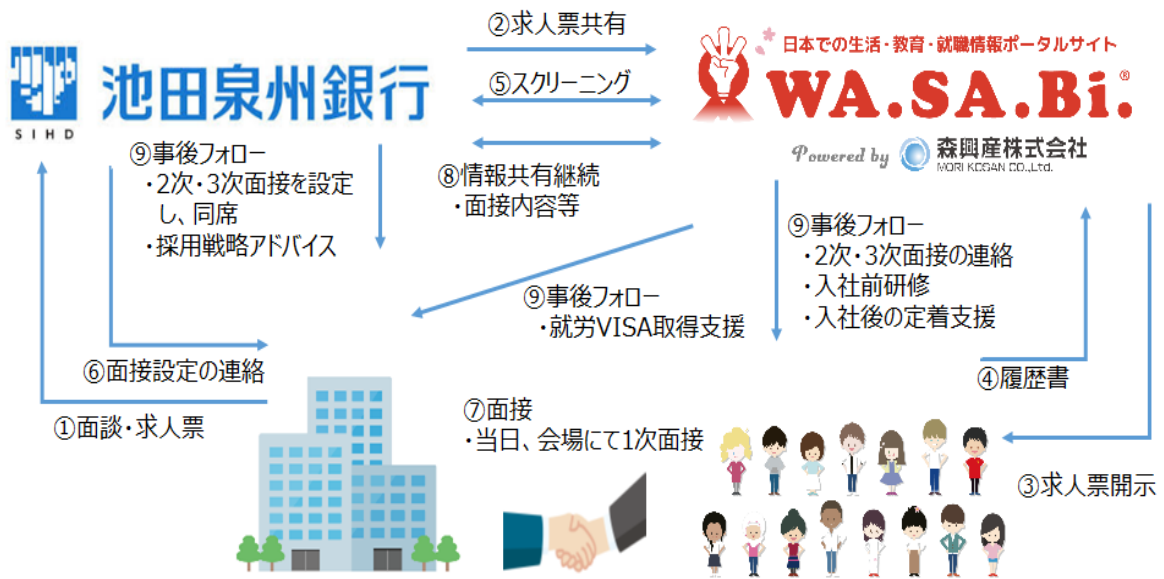 ②求人票共有
日本での生活・教育・就職情報ポータルサイト
池田泉州銀行
SIHD
⑤スクリーニング
WA.SA.Bi.®
Powered by 森興産株式会社
MORI KOSAN CO.,Ltd.
⑨事後フォロー
・2次・3次面接を設定
し、同席
・採用戦略アドバイス
⑧情報共有継続
・面接内容等
⑨事後フォロー
・2次・3次面接の連絡
・入社前研修
・入社後の定着支援
⑨事後フォロー
・就労VISA取得支援
⑥面接設定の連絡
④履歴書
①面談・求人票
⑦面接
・当日、会場にて1次面接
③求人票開示